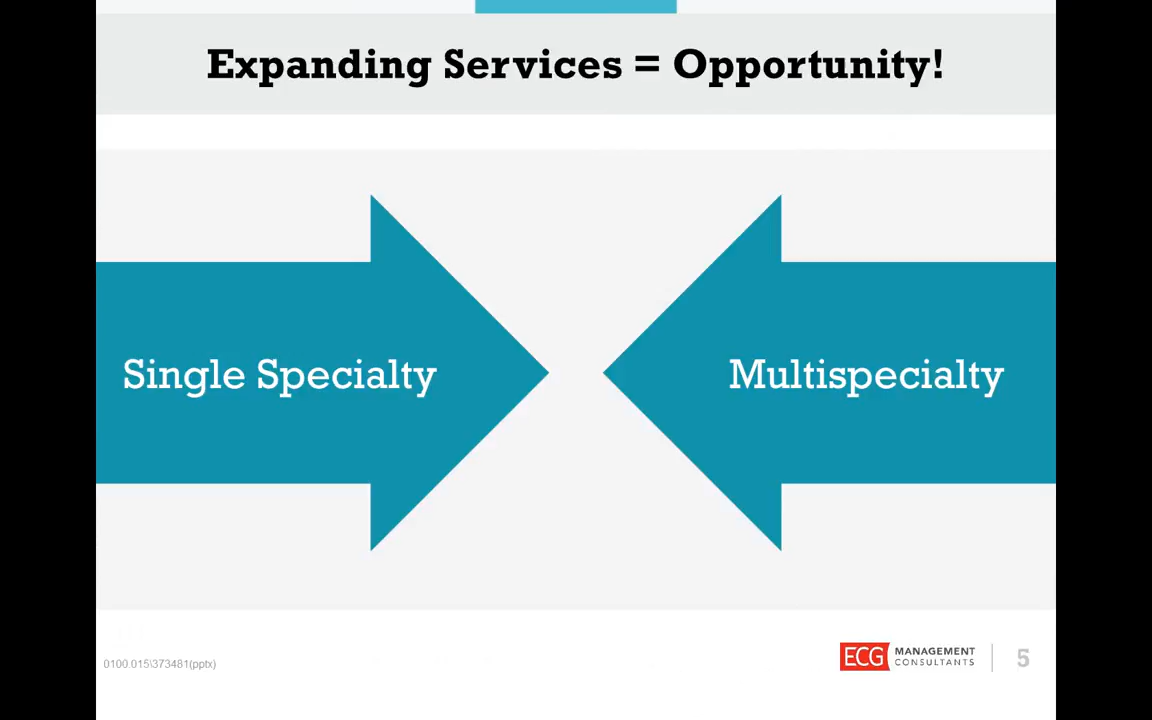 Expanding Services = Opportunity!
Single Specialty
Multispecialty
0100.015\373481(pptx)
ECG MANAGEMENT
CONSULTANTS
5